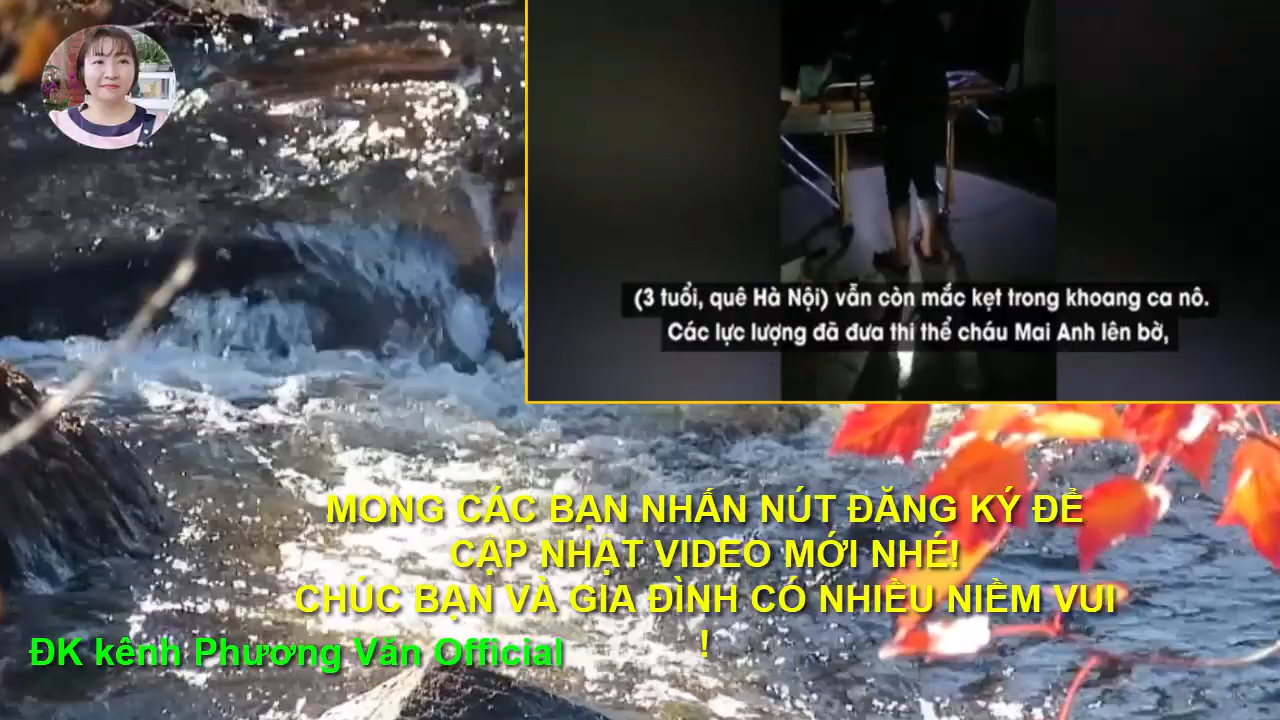 (3 tuổi, quê Hà Nội) vẫn còn mắc kẹt trong khoang ca nô.
Các lực lượng đã đưa thi thể cháu Mai Anh lên bờ,
MONG CÁC BẠN NHẤN NÚT ĐĂNG KÝ ĐỂ
CẬP NHẬT VIDEO MỚI NHÉ!
CHÚC BẠN VÀ GIA ĐÌNH CÓ NHIỀU NIỀM VUI
!
ĐK kênh Phương Văn Official